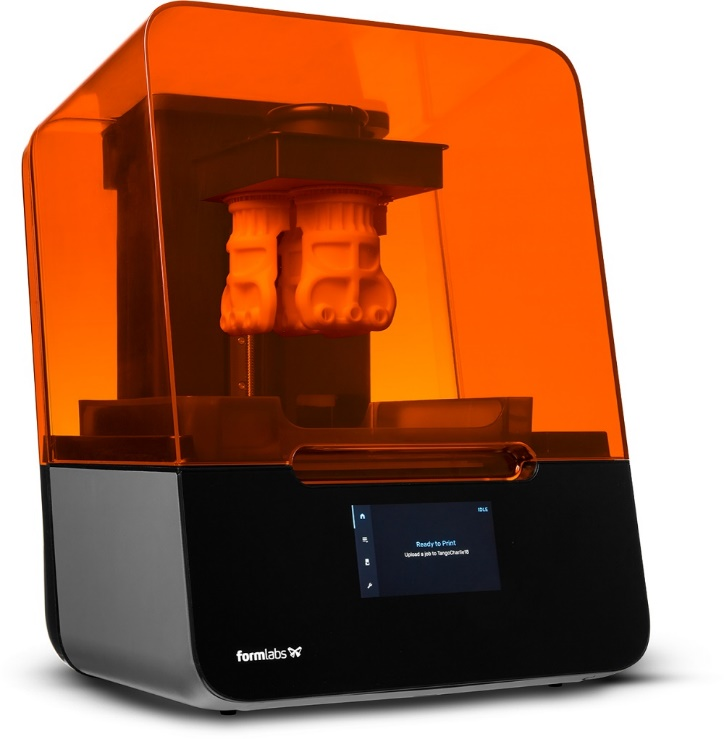 IDLE
Ready to Print
Upload a job to TangoCharlie18
formlabs